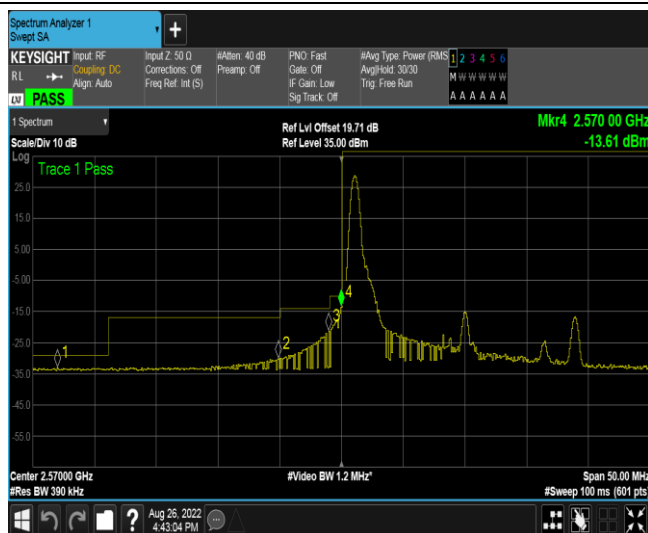 Spectrum Analyzer 1
Swept SA
KEYSIGHT
RL
LXI PASS
Input: RF
Coupling: DC
Align: Auto
Input Z: 50 Ω
Corrections: Off
Freq Ref: Int (S)
#Atten: 40 dB
Preamp: Off
PNO: Fast
Gate: Off
IF Gain: Low
Sig Track: Off
#Avg Type: Power (RMS
Avg|Hold: 30/30
Trig: Free Run
1 2 3 4 5 6
M W W W W W
A A A A A A
1 Spectrum
Scale/Div 10 dB
Ref Lvl Offset 19.71 dB
Ref Level 35.00 dBm
Mkr4 2.570 00 GHz
-13.61 dBm
Log
Trace 1 Pass
25.0
15.0
5.00
-5.00
-15.0
-25.0
-35.0
-45.0
-55.0
1
2
3
4
Center 2.57000 GHz
#Res BW 390 kHz
#Video BW 1.2 MHz*
Span 50.00 MHz
#Sweep 100 ms (601 pts)
?
Aug 26, 2022
4:43:04 PM